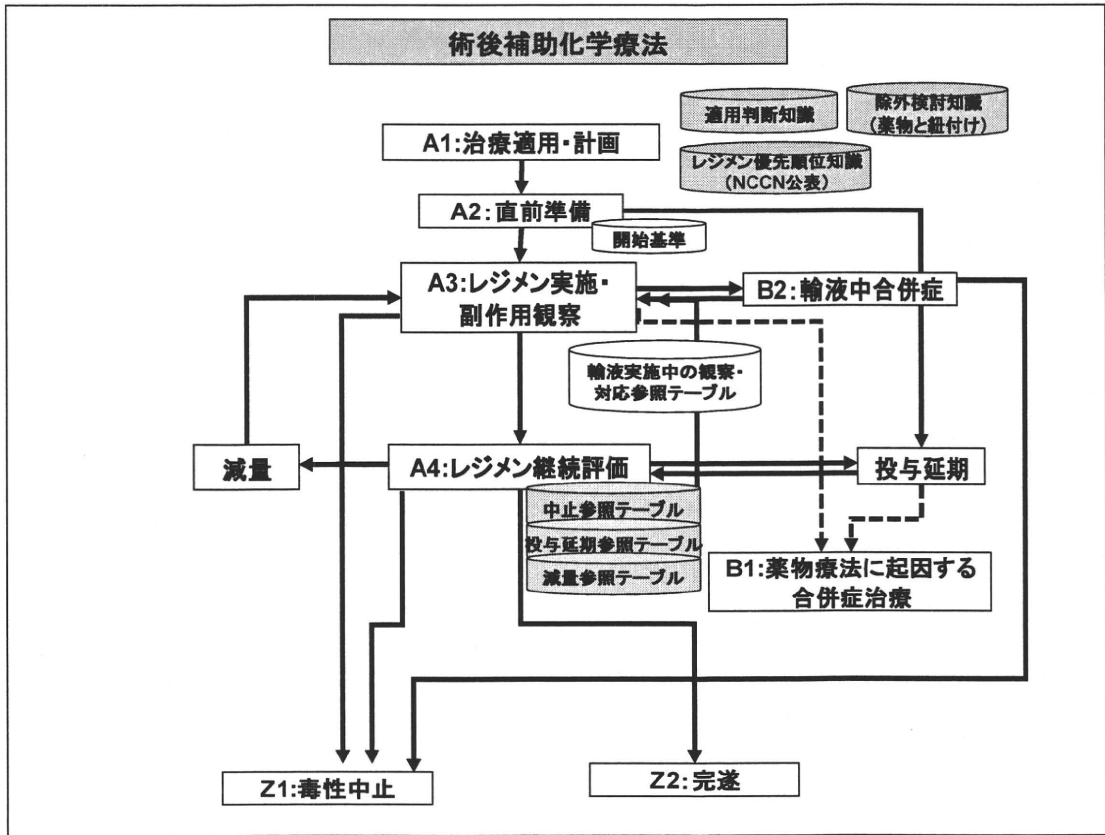 術後補助化学療法
適用判断知識
除外検討知識
(薬物と紐付け)
A1:治療適用・計画
レジメン優先順位知識
(NCCN公表)
A2:直前準備
開始基準
A3:レジメン実施・
副作用観察
B2:輸液中合併症
輸液実施中の観察・
対応参照テーブル
減量
A4:レジメン継続評価
投与延期
中止参照テーブル
投与延期参照テーブル
減量参照テーブル
B1:薬物療法に起因する
合併症治療
Z1:毒性中止
Z2:完遂